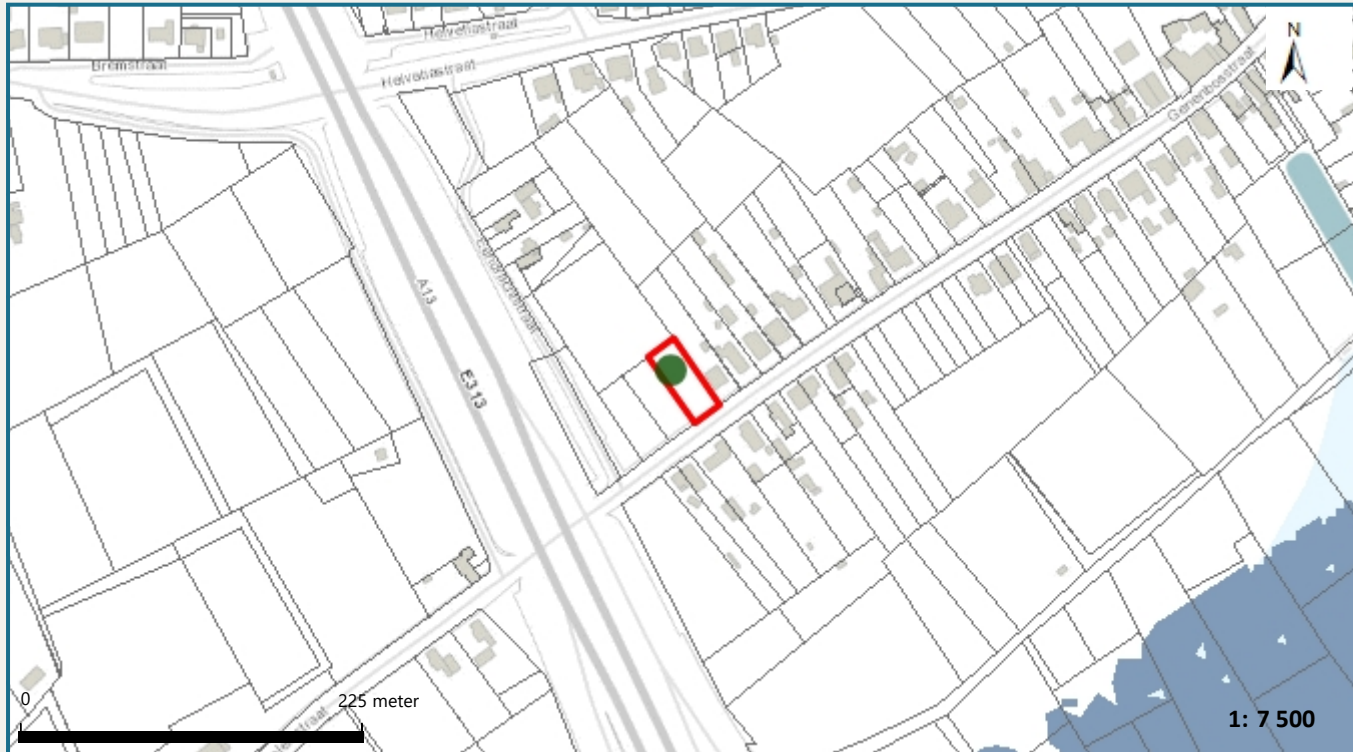 Helvetiastraat
N
Bremstraat
Helvetiastraat
Genenbosstraat
A13
E313
0
225 meter
1: 7 500